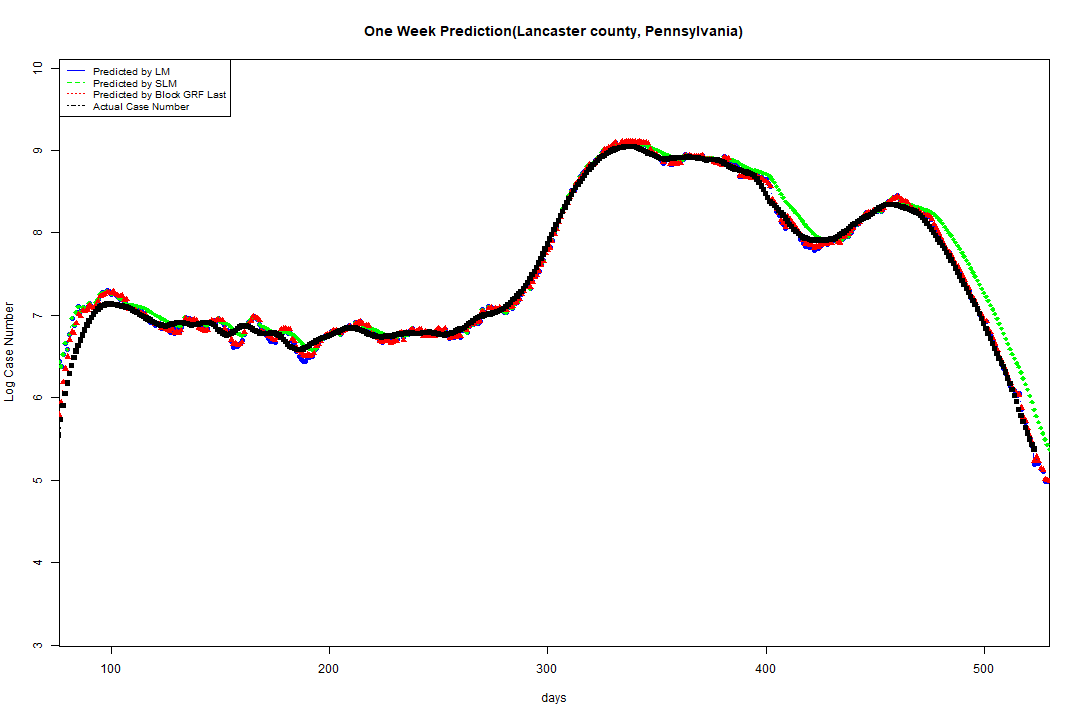 One Week Prediction(Lancaster county, Pennsylvania)
Predicted by LM
Predicted by SLM
Predicted by Block GRF Last
Actual Case Number
Log Case Number
10
9
8
7
6
5
4
3
100
200
300
400
500
days